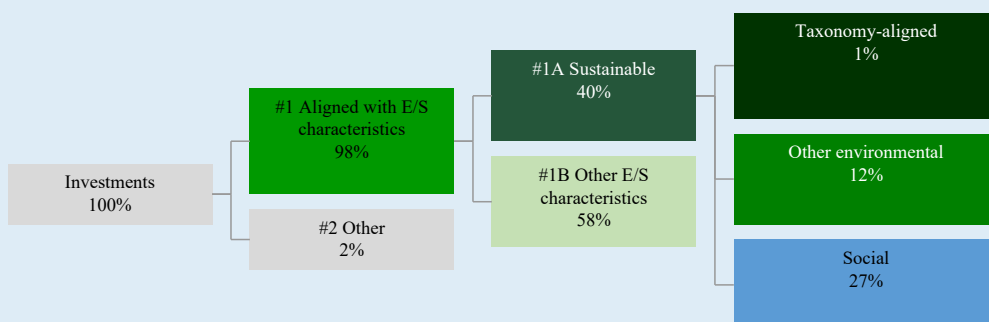 Investments
100%
#1 Aligned with E/S
characteristics
98%
#2 Other
2%
#1A Sustainable
40%
#1B Other E/S
characteristics
58%
Taxonomy-aligned
1%
Other environmental
12%
Social
27%